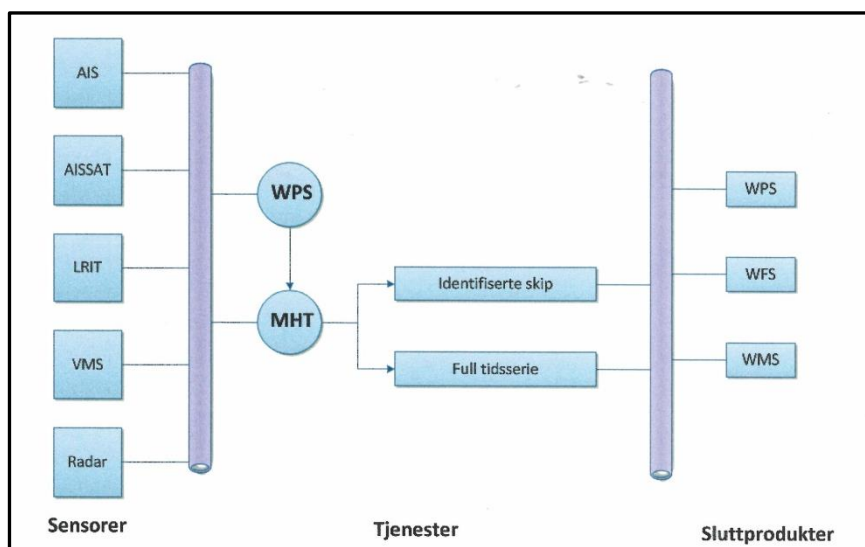 AIS
AISSAT
LRIT
VMS
Radar
Sensorer
WPS
MHT
Identifiserte skip
Full tidsserie
Tjenester
WPS
WFS
WMS
Sluttprodukter